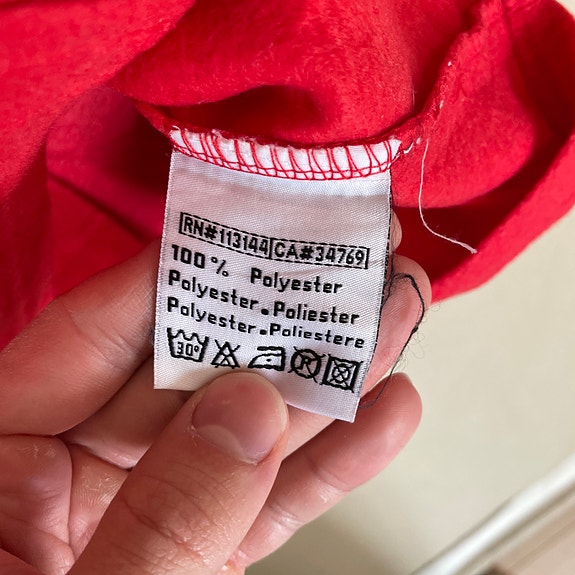 RN#113144 CA#34769
100% Polyester
Polyester.Poliester
Polyester.Poliestere
30°
R